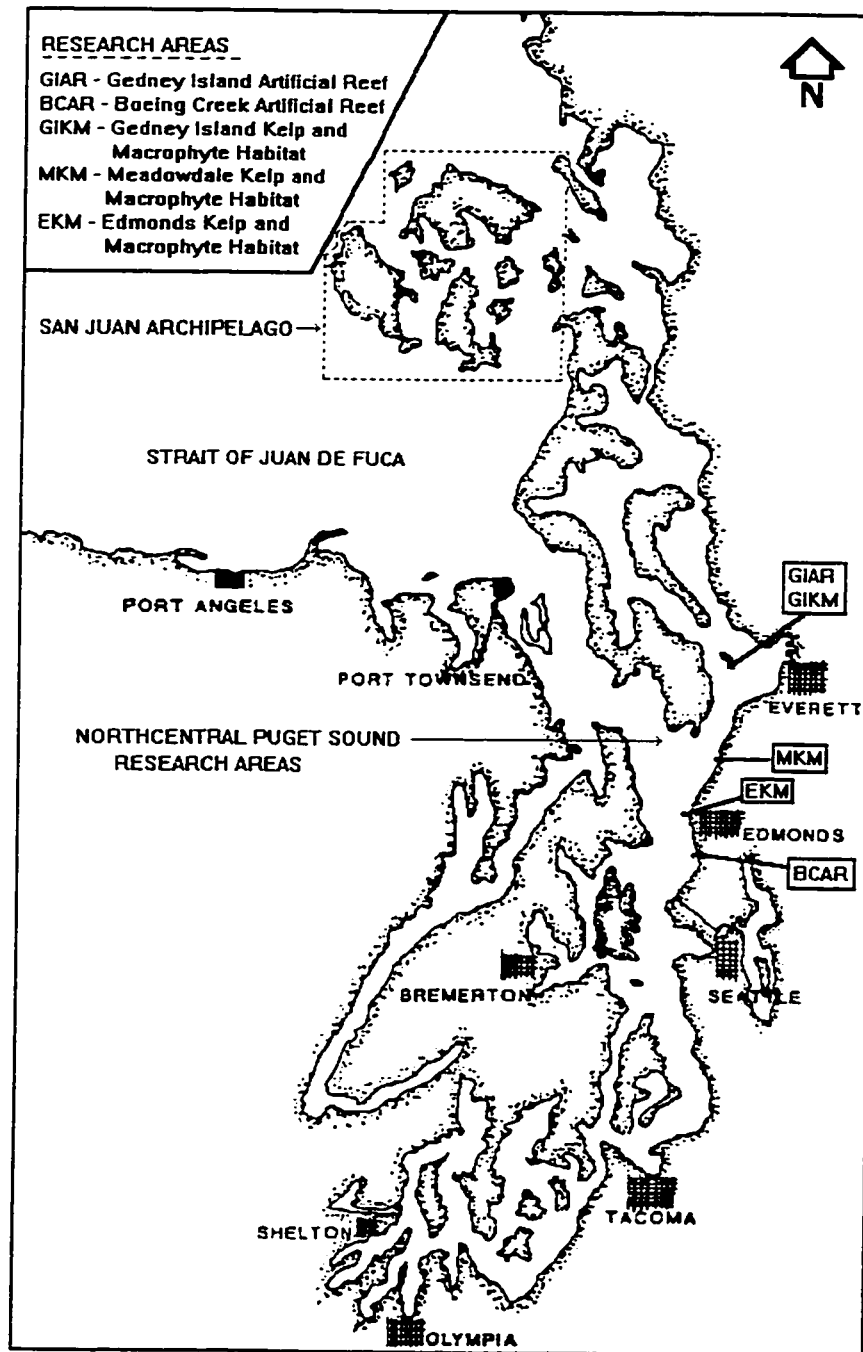 RESEARCH AREAS
GIAR - Gedney Island Artificial Reef
BCAR - Boeing Creek Artificial Reef
GIKM - Gedney Island Kelp and
Macrophyte Habitat
MKM - Meadowdale Kelp and
Macrophyte Habitat
EKM - Edmonds Kelp and
Macrophyte Habitat
N
SAN JUAN ARCHIPELAGO
STRAIT OF JUAN DE FUCA
PORT ANGELES
GIAR
GIKM
PORT TOWNSEND
EVERETT
NORTHCENTRAL PUGET SOUND
RESEARCH AREAS
MKM
EKM
EDMONDS
BCAR
BREMERTON
SEATTLE
TACOMA
SHELTON
OLYMPIA